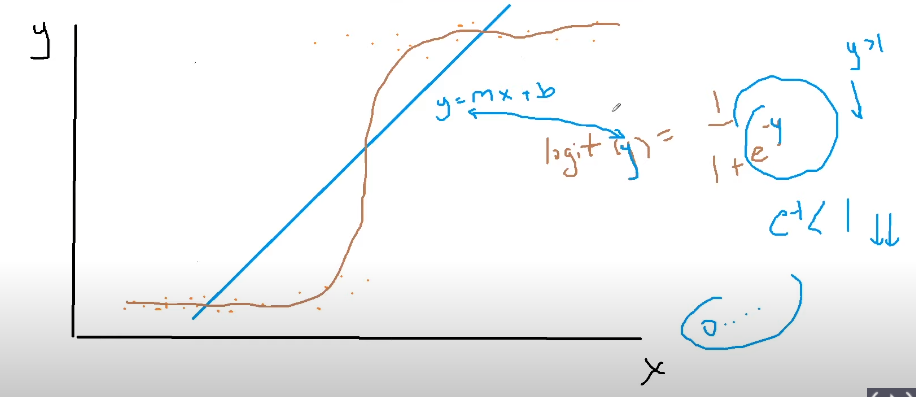 y
y>1
y = mx + b
logit (y) = 1 / 1 + e^-y
e^-1 < 1 ↓↓
0.....
x